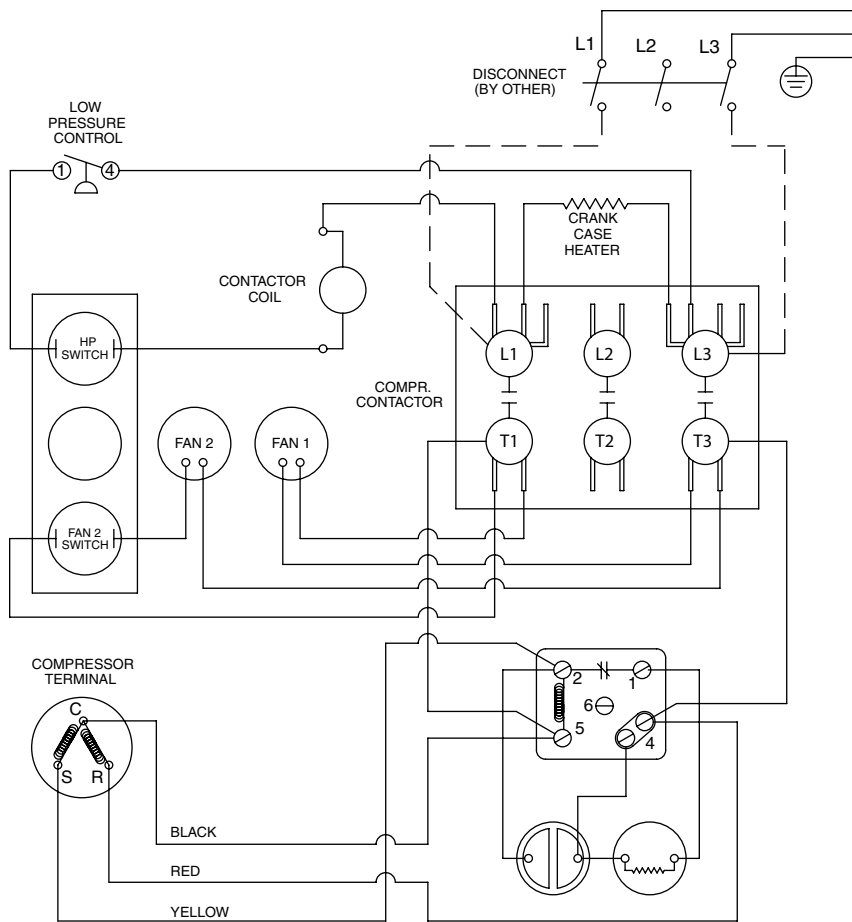 L1
L2
L3
DISCONNECT
(BY OTHER)
LOW
PRESSURE
CONTROL
1
4
CRANK
CASE
HEATER
CONTACTOR
COIL
HP
SWITCH
L1
L2
L3
COMPR.
CONTACTOR
FAN 2
FAN 1
T1
T2
T3
FAN 2
SWITCH
COMPRESSOR
TERMINAL
2
1
6
5
4
C
S
R
BLACK
RED
YELLOW